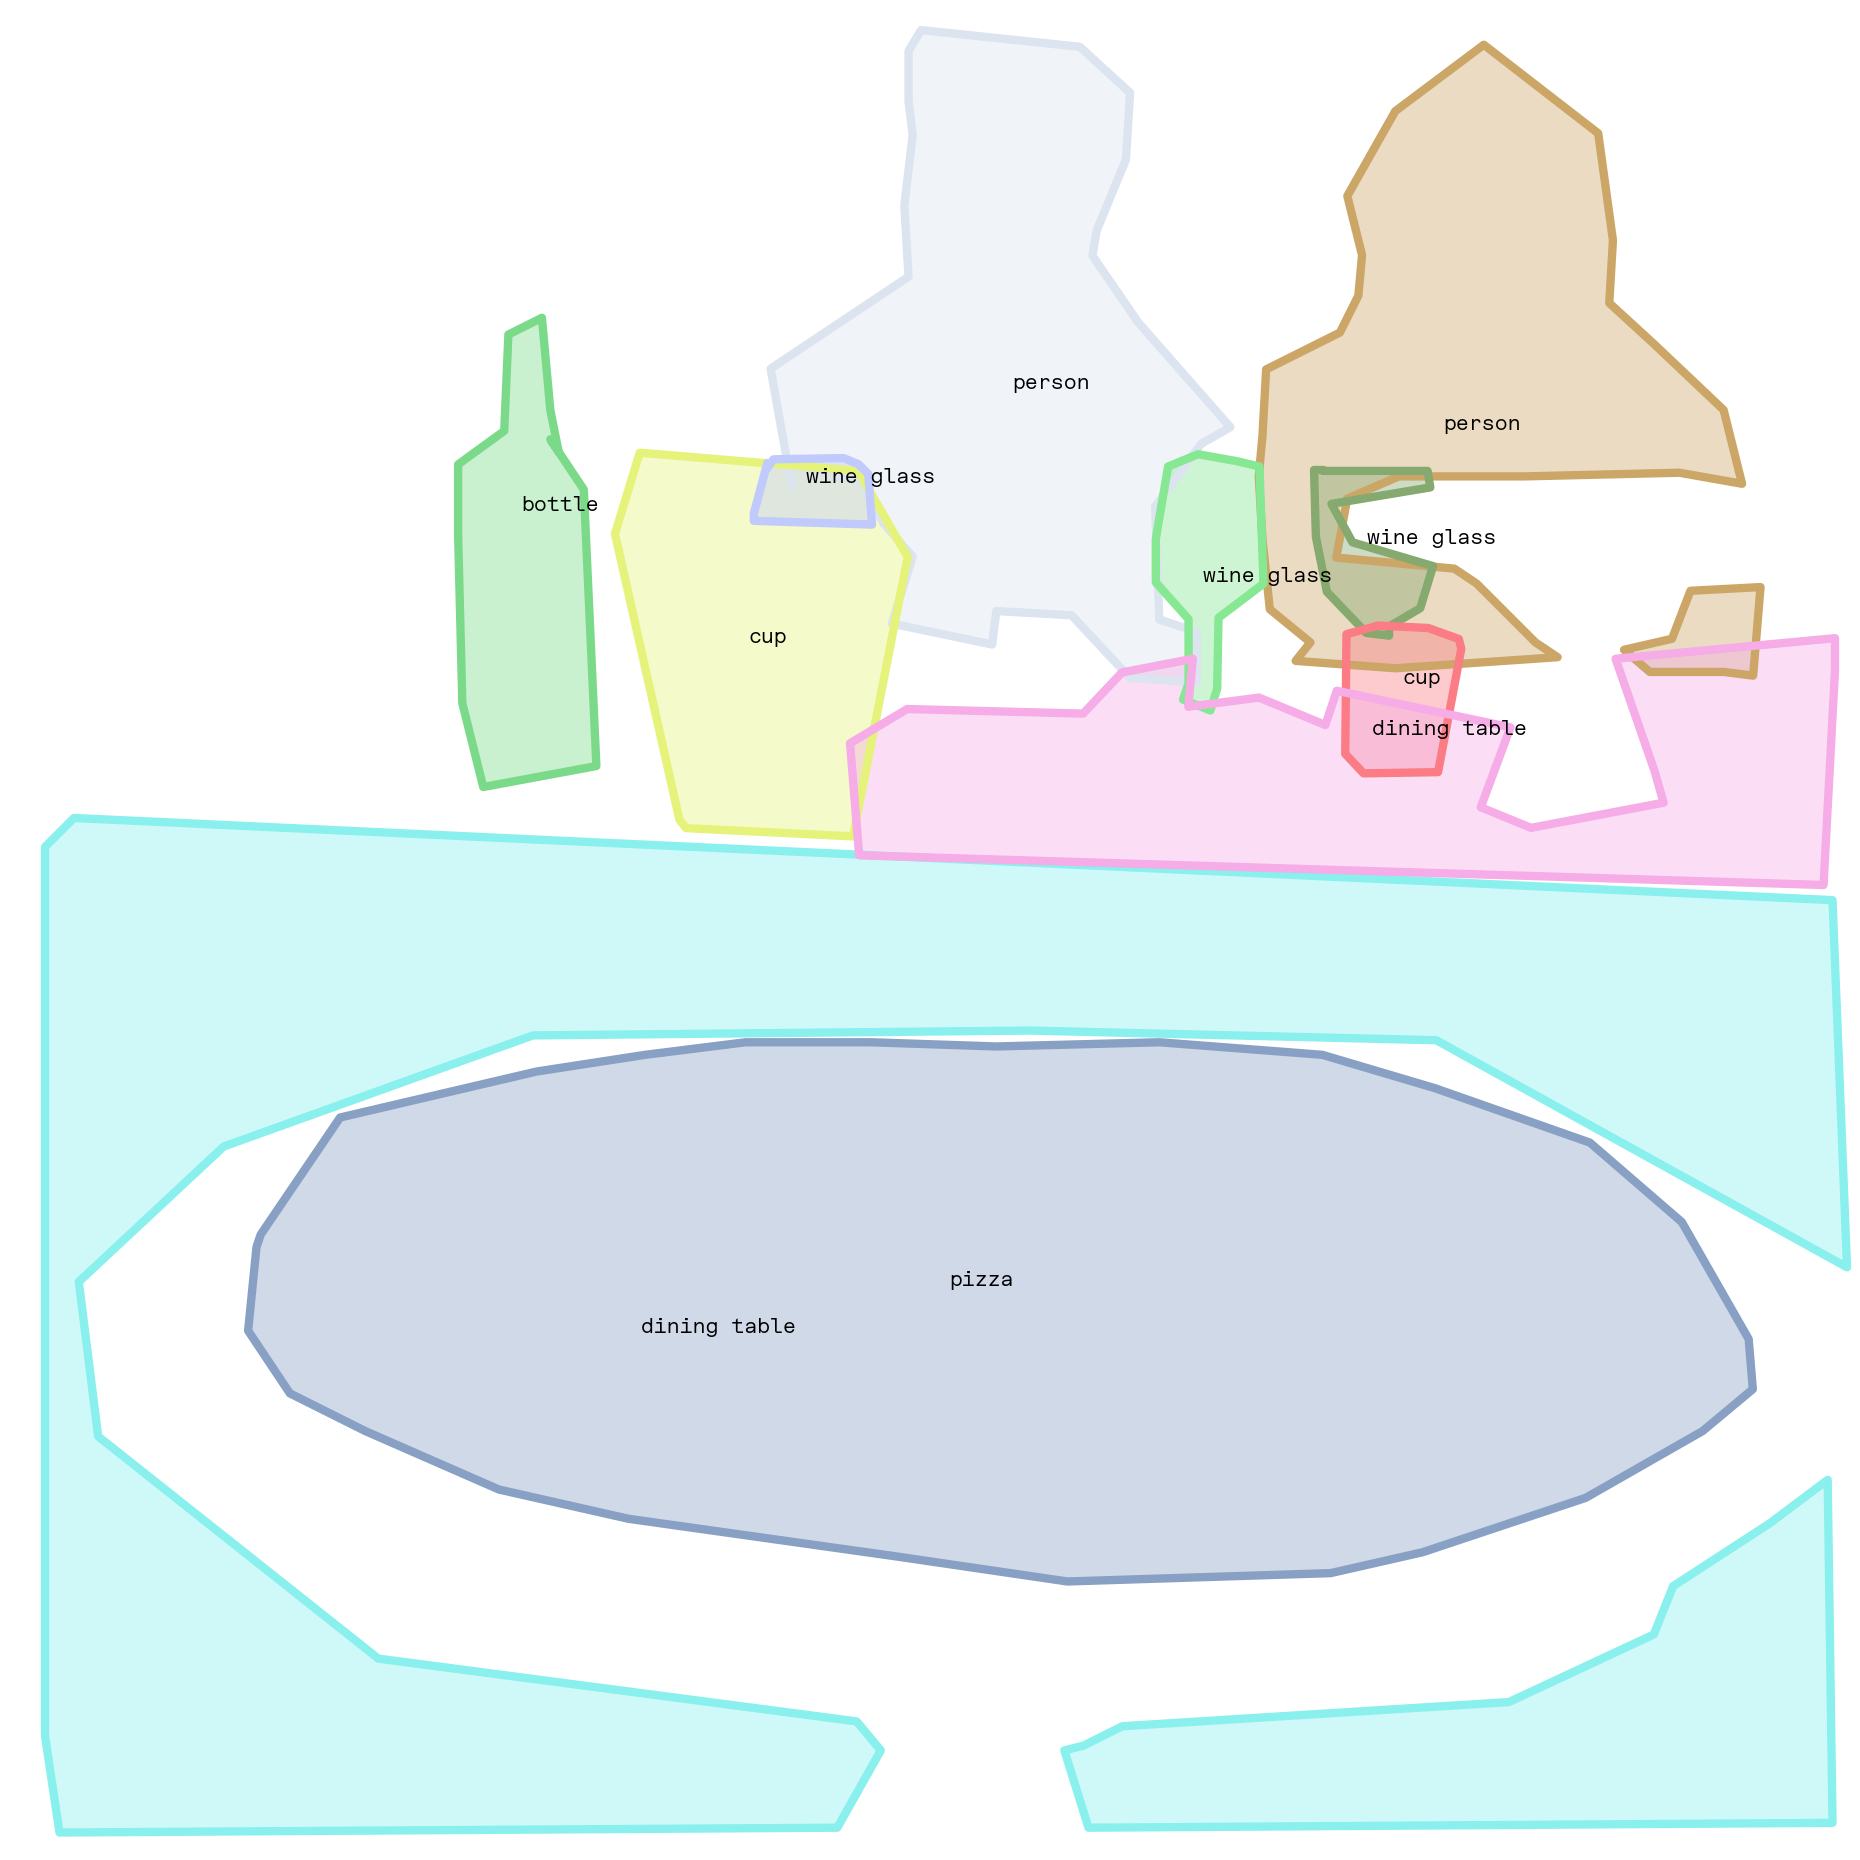 person
person
wine glass
bottle
wine glass
wine glass
cup
cup
dining table
pizza
dining table